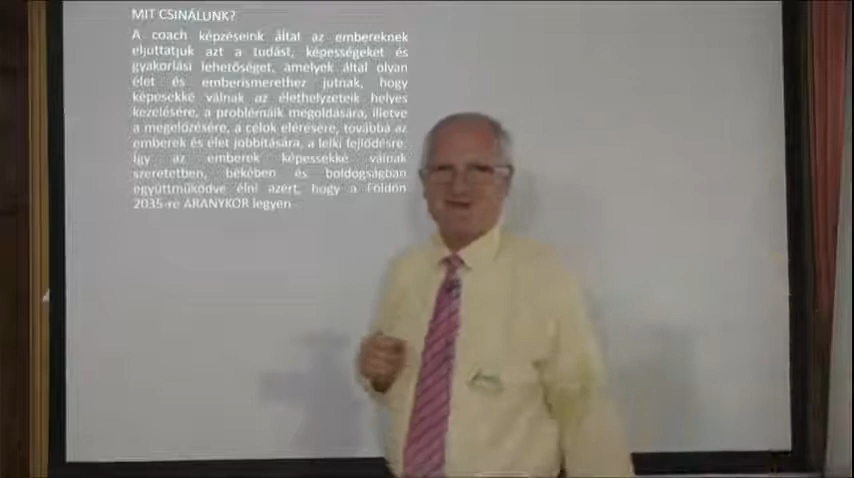 MIT CSINÁLUNK?
A coach képzéseink által az embereknek
eljuttatjuk azt a tudást, képességeket és
gyakorlási lehetőséget, amelyek által olyan
élet és emberismerethez jutnak, hogy
képesekké válnak az élethelyzeteik helyes
kezelésére, a problémáik megoldására, illetve
a megelőzésére, a célok elérésére, továbbá az
emberek és élet jobbítására, a lelki fejlődésre.
Így az emberek képessekké válnak
szeretetben, békében és boldogságban
együttműködve élni azért, hogy a Földön
2035-re ARANYKOR legyen